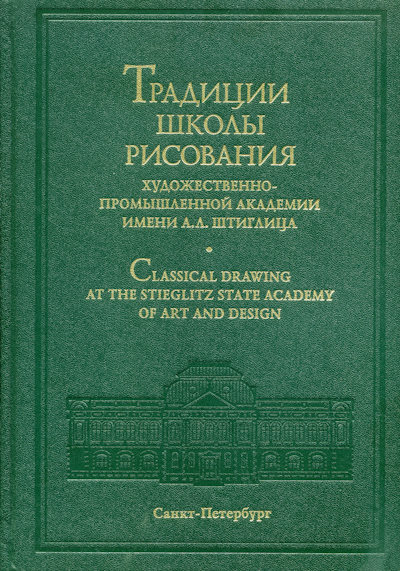 Традиции
школы
рисования
художественно-
промышленной академии
имени А.Л. Штиглица
•
Classical drawing
at the Stieglitz State Academy
of Art and Design
Санкт-Петербург